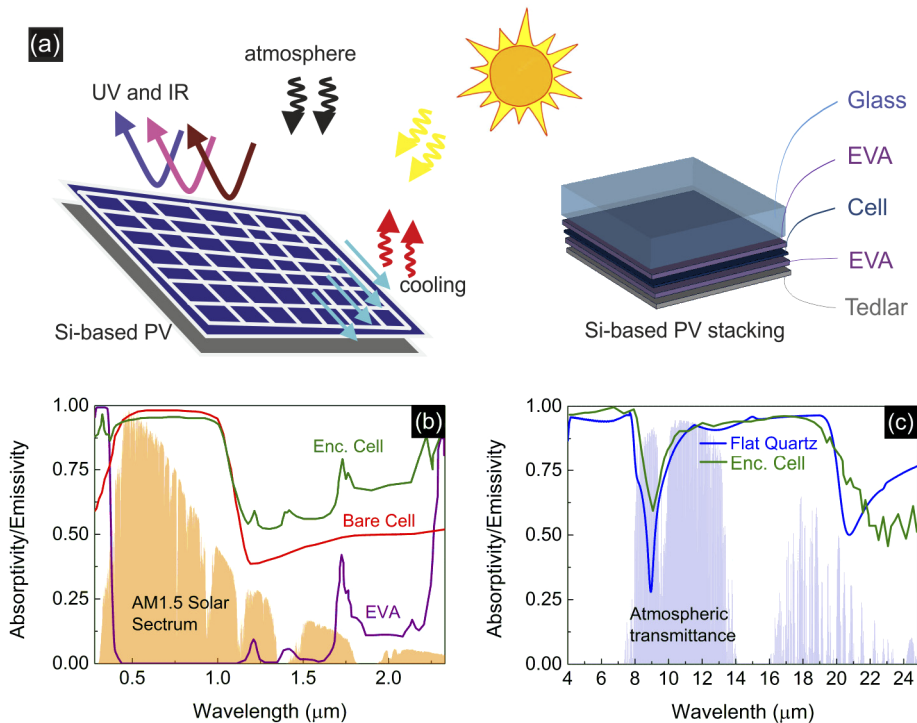 (a)
atmosphere
UV and IR
cooling
Si-based PV
Glass
EVA
Cell
EVA
Tedlar
Si-based PV stacking
(b)
Absorptivity/Emissivity
1.00
0.75
0.50
0.25
0.00
Enc. Cell
Bare Cell
EVA
AM1.5 Solar
Sectrum
0.5
1.0
1.5
2.0
Wavelength (μm)
(c)
Absorptivity/Emissivity
1.00
0.75
0.50
0.25
0.00
Flat Quartz
Enc. Cell
Atmospheric
transmittance
4
6
8
10
12
14
16
18
20
22
24
Wavelenth (μm)